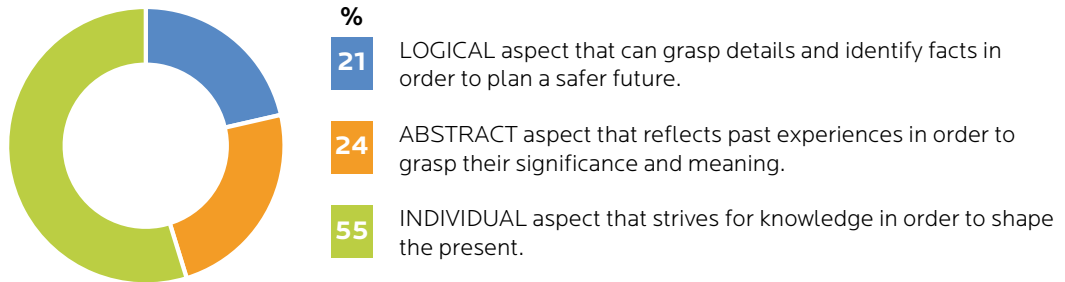 %
21
LOGICAL aspect that can grasp details and identify facts in
order to plan a safer future.
24
ABSTRACT aspect that reflects past experiences in order to
grasp their significance and meaning.
55
INDIVIDUAL aspect that strives for knowledge in order to shape
the present.